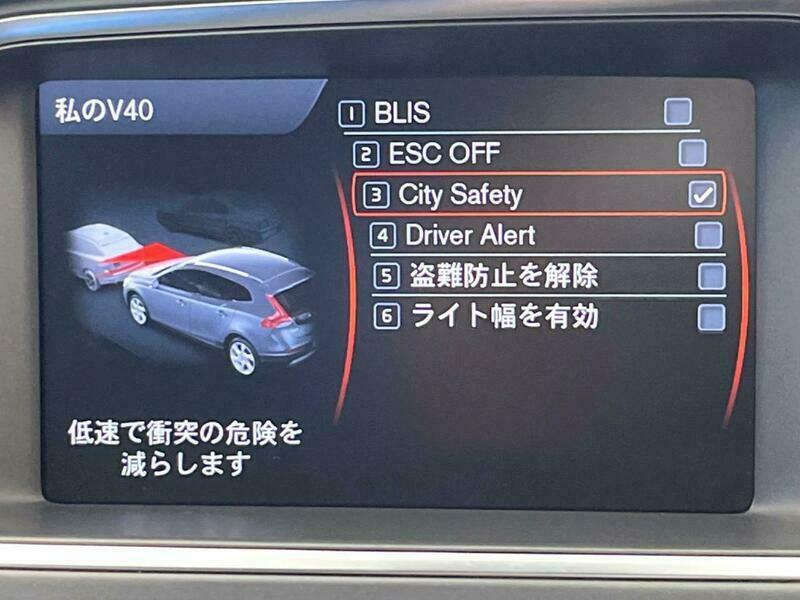 私のV40
1 BLIS
2 ESC OFF
3 City Safety
4 Driver Alert
5 盗難防止を解除
6 ライト幅を有効
低速で衝突の危険を
減らします